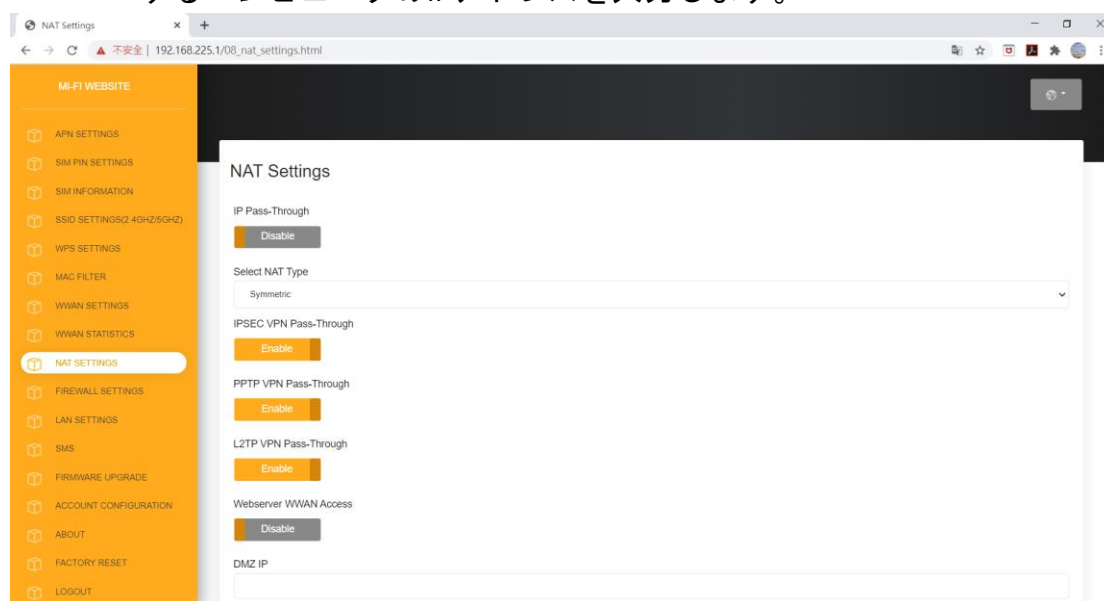 NAT Settings
不安全 | 192.168.225.1/08_nat_settings.html
MI-FI WEBSITE
APN SETTINGS
SIM PIN SETTINGS
SIM INFORMATION
SSID SETTINGS(2.4GHZ/5GHZ)
WPS SETTINGS
MAC FILTER
WWAN SETTINGS
WWAN STATISTICS
NAT SETTINGS
FIREWALL SETTINGS
LAN SETTINGS
SMS
FIRMWARE UPGRADE
ACCOUNT CONFIGURATION
ABOUT
FACTORY RESET
LOGOUT
NAT Settings
IP Pass-Through
Disable
Select NAT Type
Symmetric
IPSEC VPN Pass-Through
Enable
PPTP VPN Pass-Through
Enable
L2TP VPN Pass-Through
Enable
Webserver WWAN Access
Disable
DMZ IP